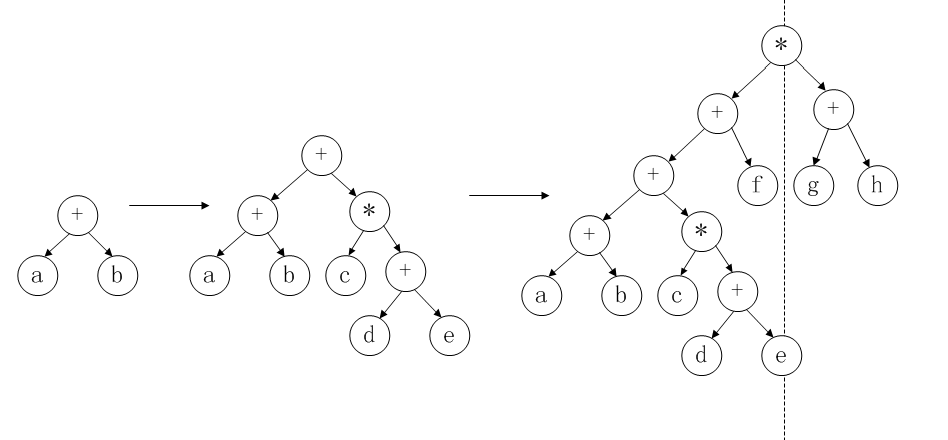 +
a b
+
+ *
a b c +
d e
*
+ +
+ f g h
+ *
a b c +
d e